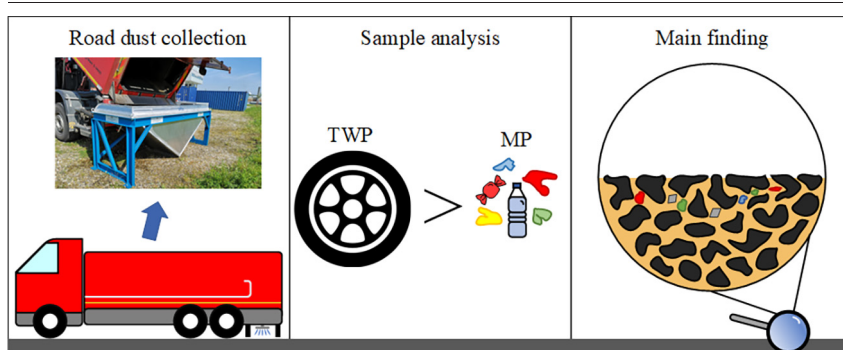 Road dust collection
Sample analysis
Main finding
TWP
MP